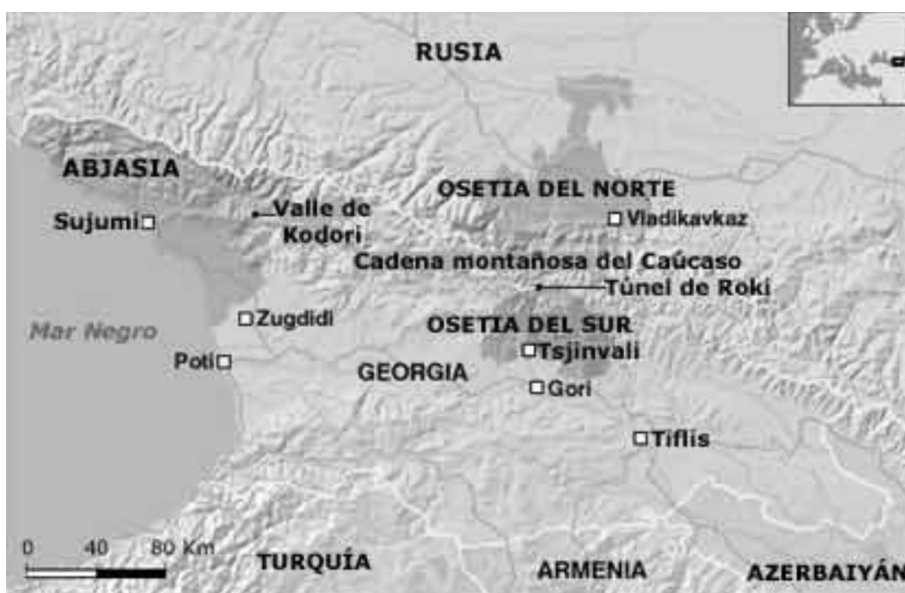 RUSIA
ABJASIA
OSETIA DEL NORTE
Sujumi
Valle de
Kodori
Vladikavkaz
Cadena montañosa del Caúcaso
Túnel de Roki
Mar Negro
Zugdidi
OSETIA DEL SUR
Tsjinvali
Poti
GEORGIA
Gori
Tiflis
0 40 80 Km
TURQUÍA
ARMENIA
AZERBAIYÁN